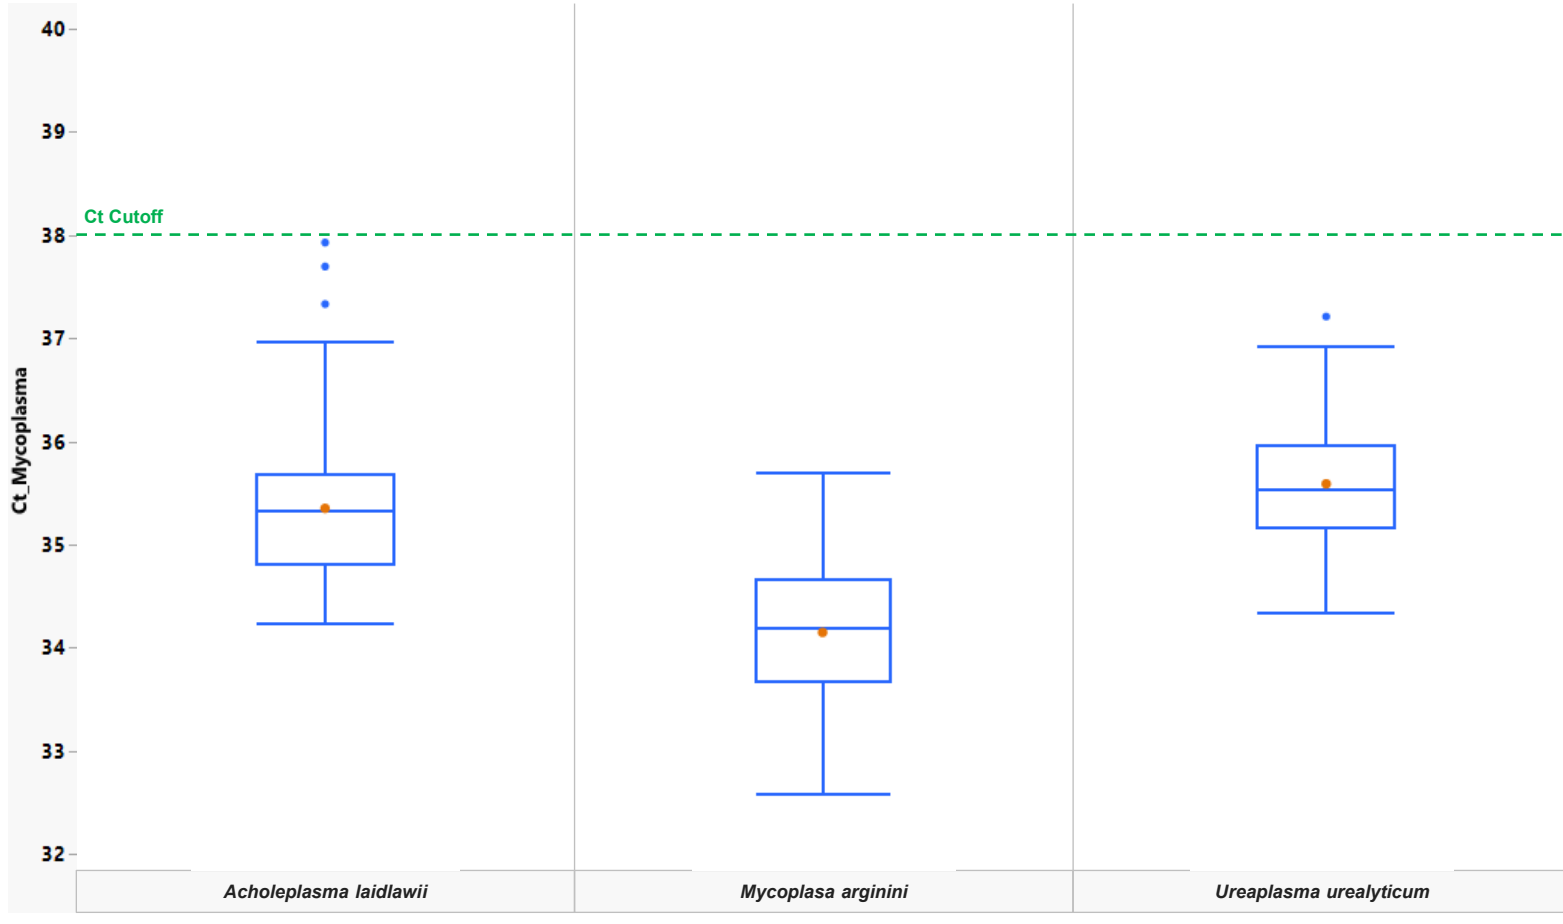 40
39
Ct Cutoff
38
37
36
35
34
33
32
Ct_Mycoplasma
Acholeplasma laidlawii
Mycoplasa arginini
Ureaplasma urealyticum